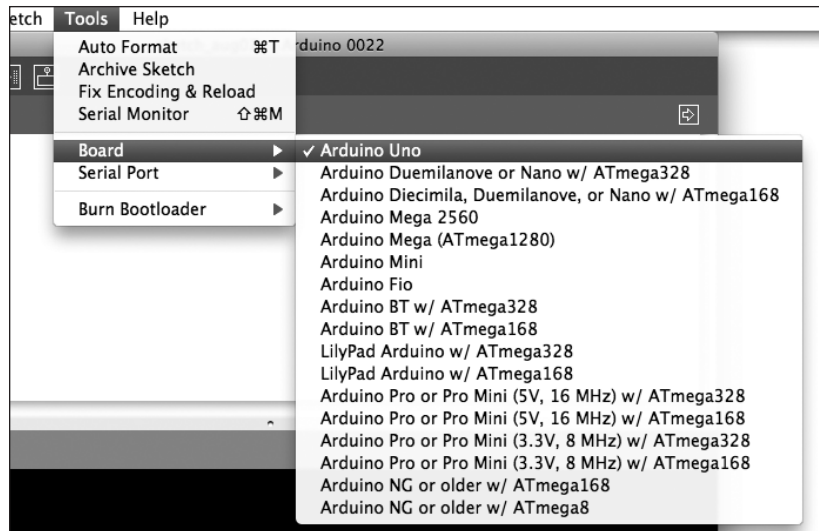 etch Tools Help
Auto Format ⌘T
Archive Sketch
Fix Encoding & Reload
Serial Monitor ⇧⌘M
Board
Serial Port
Burn Bootloader
Arduino 0022
✓ Arduino Uno
Arduino Duemilanove or Nano w/ ATmega328
Arduino Diecimila, Duemilanove, or Nano w/ ATmega168
Arduino Mega 2560
Arduino Mega (ATmega1280)
Arduino Mini
Arduino Fio
Arduino BT w/ ATmega328
Arduino BT w/ ATmega168
LilyPad Arduino w/ ATmega328
LilyPad Arduino w/ ATmega168
Arduino Pro or Pro Mini (5V, 16 MHz) w/ ATmega328
Arduino Pro or Pro Mini (5V, 16 MHz) w/ ATmega168
Arduino Pro or Pro Mini (3.3V, 8 MHz) w/ ATmega328
Arduino Pro or Pro Mini (3.3V, 8 MHz) w/ ATmega168
Arduino NG or older w/ ATmega168
Arduino NG or older w/ ATmega8